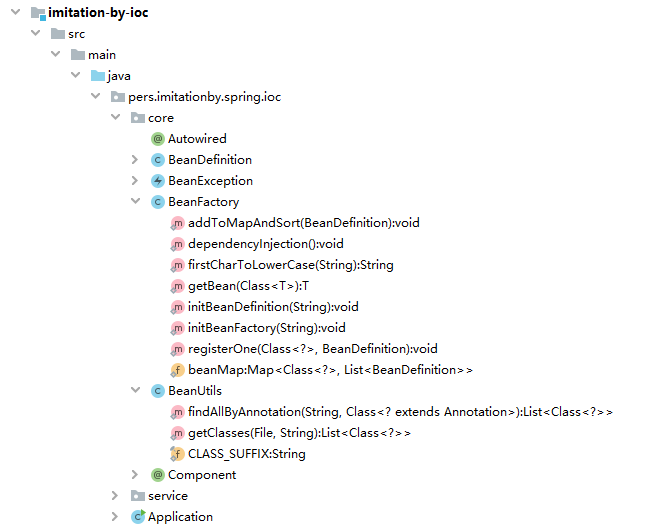 imitation-by-ioc
src
main
java
pers.imitationby.spring.ioc
core
Autowired
BeanDefinition
BeanException
BeanFactory
addToMapAndSort(BeanDefinition):void
dependencyInjection():void
firstCharToLowerCase(String):String
getBean(Class<T>):T
initBeanDefinition(String):void
initBeanFactory(String):void
registerOne(Class<?>, BeanDefinition):void
beanMap:Map<Class<?>, List<BeanDefinition>>
BeanUtils
findAllByAnnotation(String, Class<? extends Annotation>):List<Class<?>>
getClasses(File, String):List<Class<?>>
CLASS_SUFFIX:String
Component
service
Application